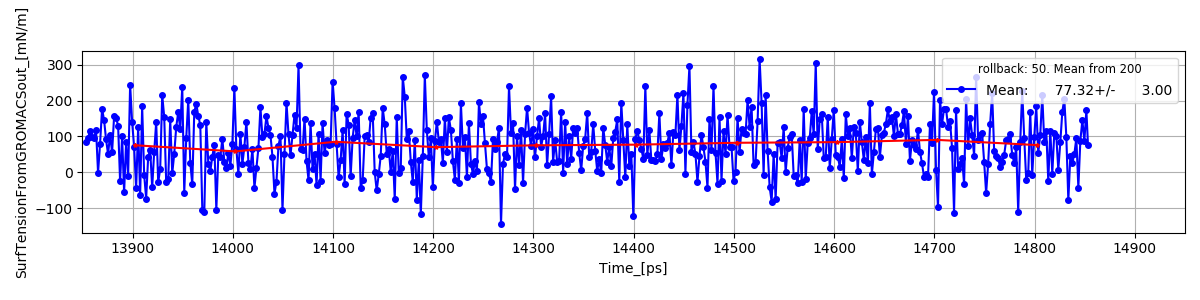 SurfTensionFromGROMACSout_[mN/m]
300
200
100
0
−100
rollback: 50. Mean from 200
Mean: 77.32+/- 3.00
13900 14000 14100 14200 14300 14400 14500 14600 14700 14800 14900
Time_[ps]